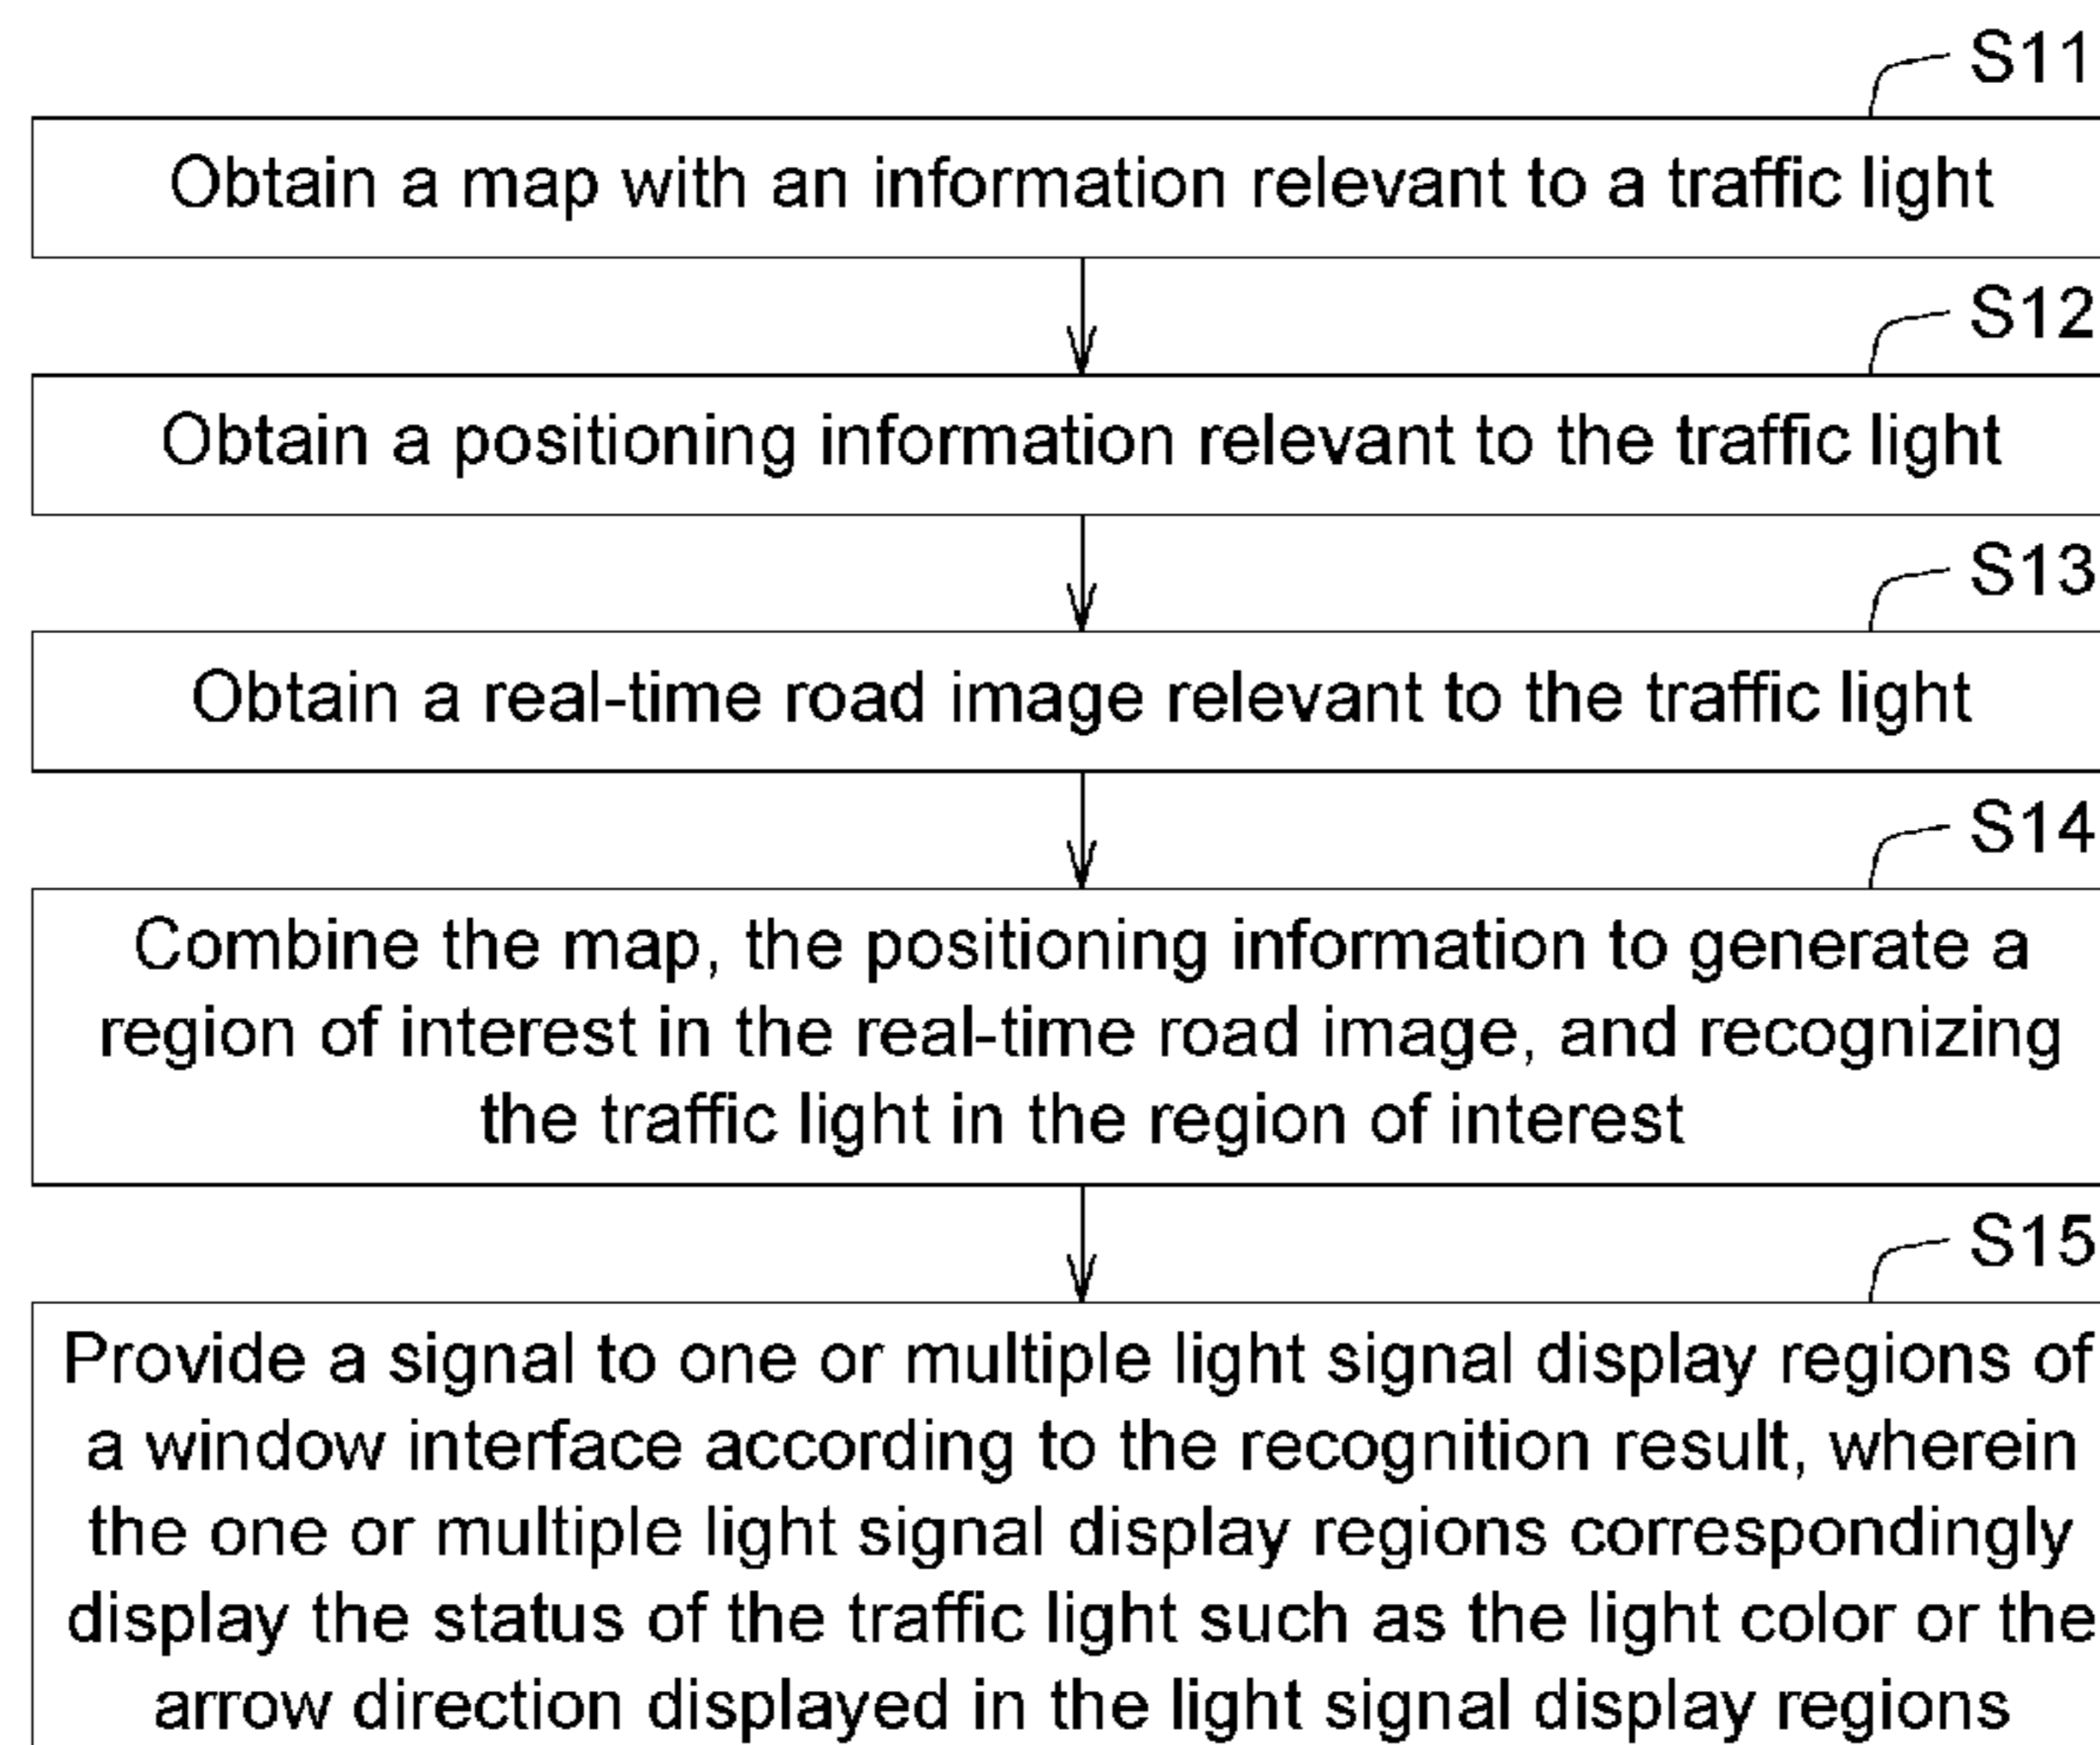 S11
Obtain a map with an information relevant to a traffic light
S12
Obtain a positioning information relevant to the traffic light
S13
Obtain a real-time road image relevant to the traffic light
S14
Combine the map, the positioning information to generate a
region of interest in the real-time road image, and recognizing
the traffic light in the region of interest
S15
Provide a signal to one or multiple light signal display regions of
a window interface according to the recognition result, wherein
the one or multiple light signal display regions correspondingly
display the status of the traffic light such as the light color or the
arrow direction displayed in the light signal display regions